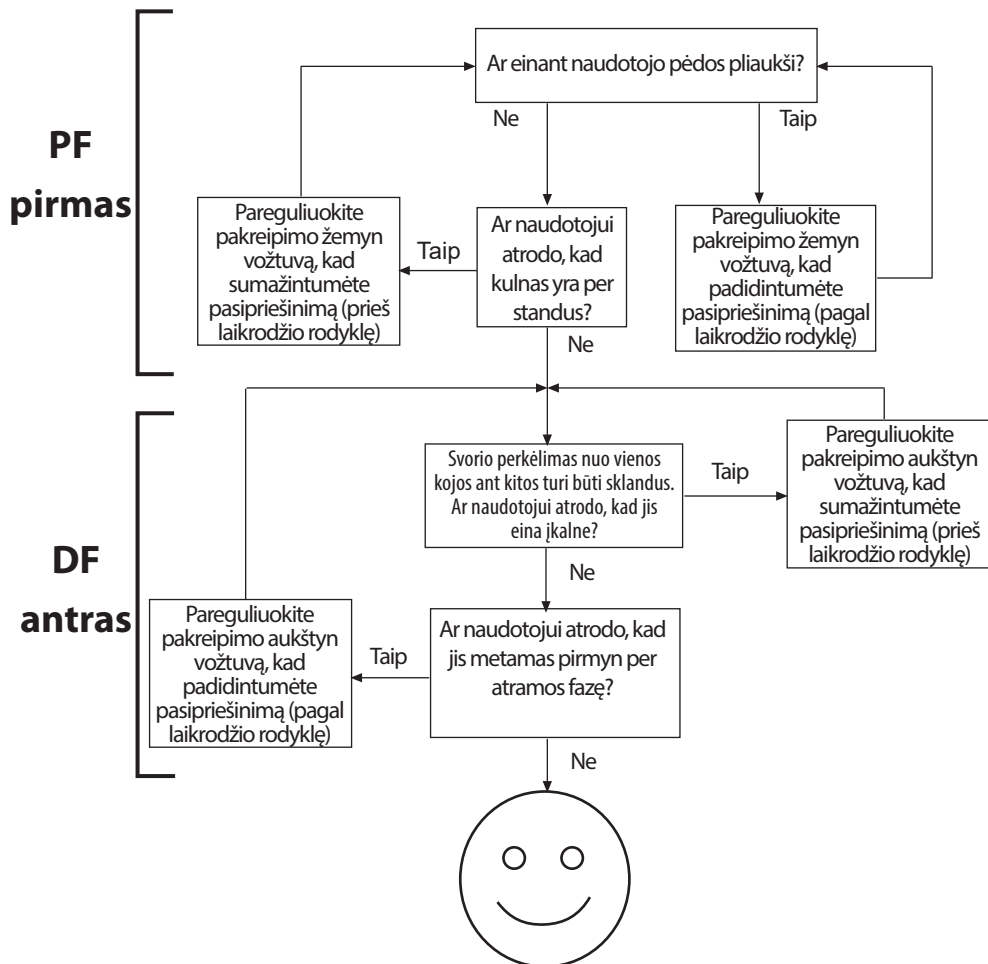 PF
pirmas
Ar einant naudotojo pėdos pliaukši?
Ne
Taip
Pareguliuokite
pakreipimo žemyn
vožtuvą, kad
sumažintumėte
pasipriešinimą (prieš
laikrodžio rodyklę)
Taip
Ar naudotojui
atrodo, kad
kulnas yra per
standus?
Pareguliuokite
pakreipimo žemyn
vožtuvą, kad
padidintumėte
pasipriešinimą (pagal
laikrodžio rodyklę)
Ne
DF
antras
Svorio perkėlimas nuo vienos
kojos ant kitos turi būti sklandus.
Ar naudotojui atrodo, kad jis
eina įkalne?
Taip
Pareguliuokite
pakreipimo aukštyn
vožtuvą, kad
sumažintumėte
pasipriešinimą (prieš
laikrodžio rodyklę)
Ne
Pareguliuokite
pakreipimo aukštyn
vožtuvą, kad
padidintumėte
pasipriešinimą (pagal
laikrodžio rodyklę)
Taip
Ar naudotojui atrodo, kad
jis metamas pirmyn per
atramos fazę?
Ne